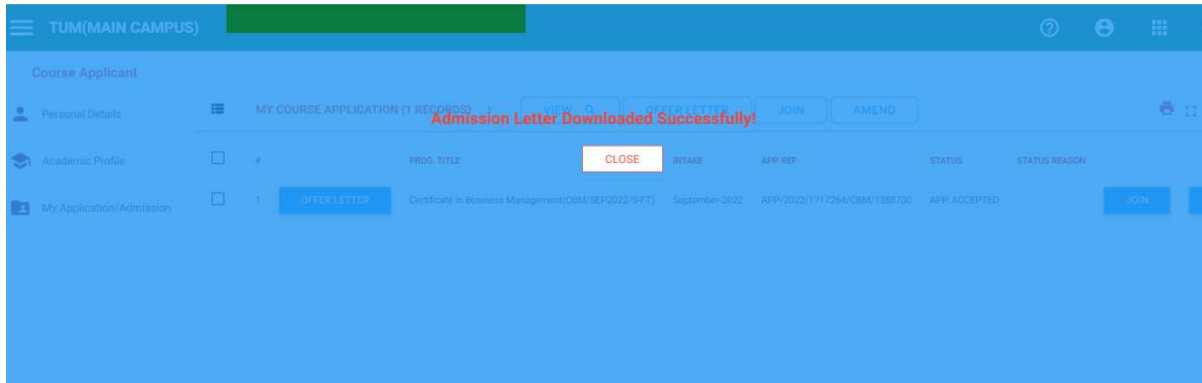 TUM(MAIN CAMPUS)
Course Applicant
Personal Details
Academic Profile
My Application/Admission
MY COURSE APPLICATION (1 RECORDS) VIEW OFFER LETTER JOIN AMEND
Admission Letter Downloaded Successfully!
CLOSE
# PROG. TITLE INTAKE APP. REF STATUS STATUS REASON
1 OFFER LETTER Certificate in Business Management(CBM/SEP2022/S-FT) September-2022 APP/2022/1717264/CBM/1388730 APP. ACCEPTED JOIN